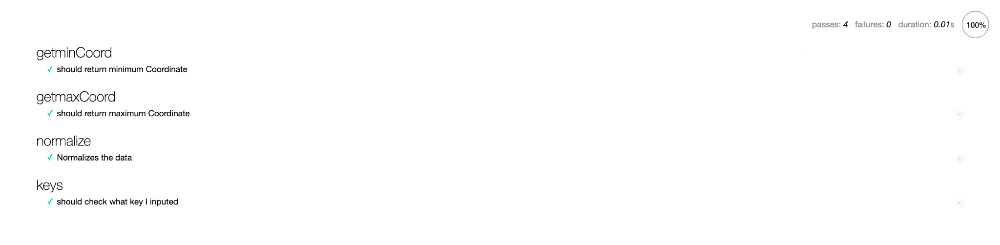 passes: 4 failures: 0 duration: 0.01s 100%
getminCoord
✓ should return minimum Coordinate
getmaxCoord
✓ should return maximum Coordinate
normalize
✓ Normalizes the data
keys
✓ should check what key I inputed